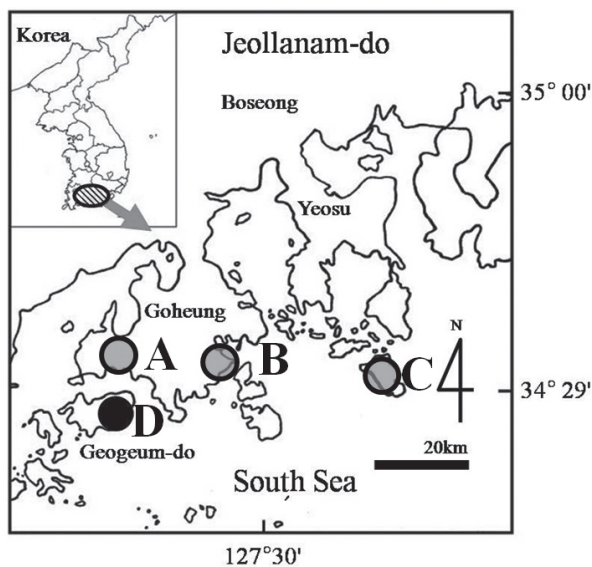 Korea
Jeollanam-do
35° 00'
Boseong
Yeosu
Goheung
N
A
B
C
34° 29'
D
Geogeum-do
20km
South Sea
127°30'